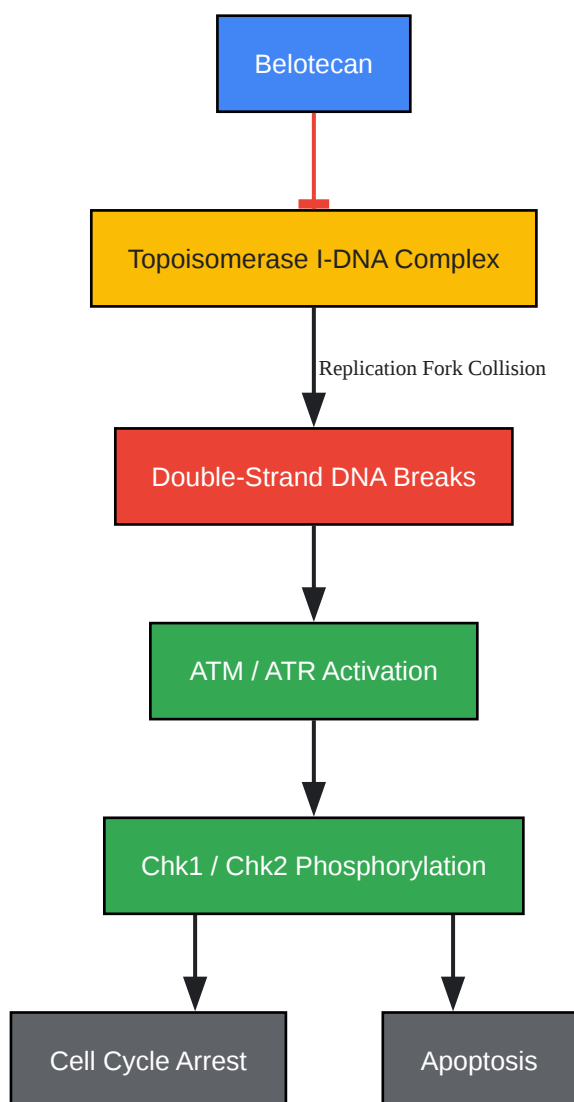 Belotecan
Topoisomerase I-DNA Complex
Replication Fork Collision
Double-Strand DNA Breaks
ATM / ATR Activation
Chk1 / Chk2 Phosphorylation
Cell Cycle Arrest
Apoptosis